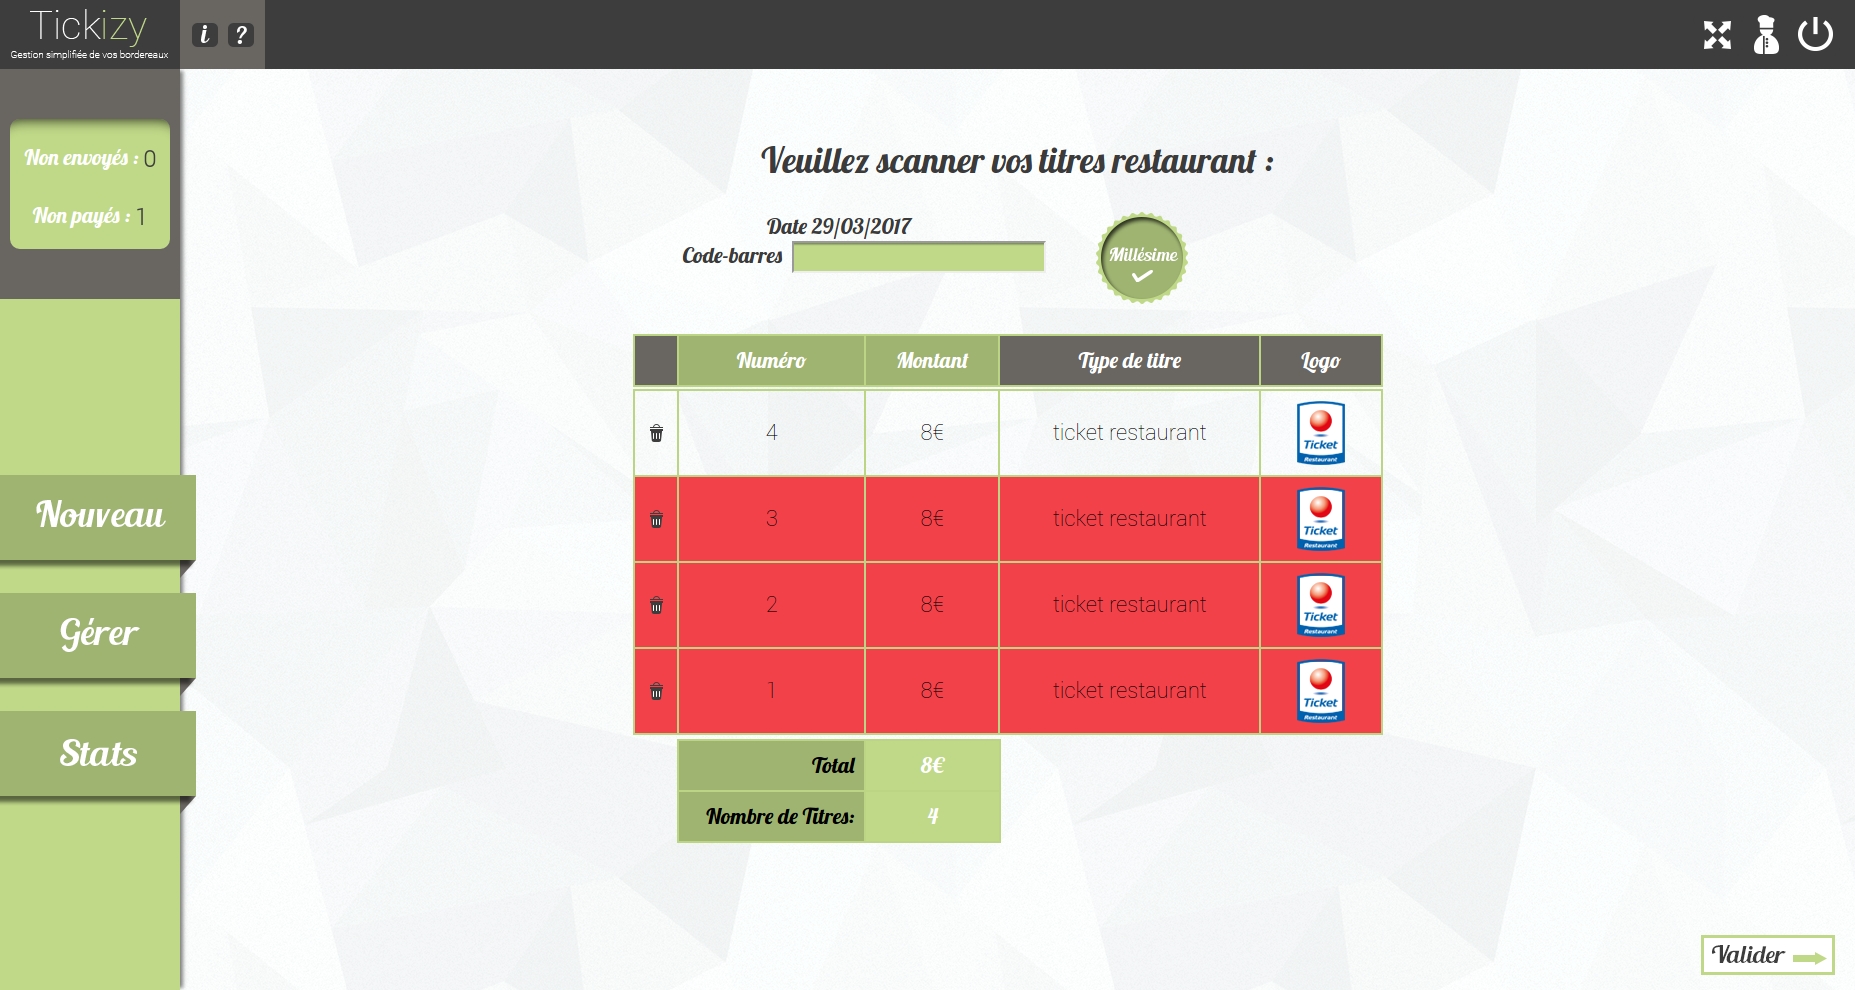 Tickizy
Gestion simplifiée de vos bordereaux
i ?
Non envoyés : 0
Non payés : 1
Nouveau
Gérer
Stats
Veuillez scanner vos titres restaurant :
Date 29/03/2017
Code-barres
Millésime
Numéro Montant Type de titre Logo
4 8€ ticket restaurant Ticket Restaurant
3 8€ ticket restaurant Ticket Restaurant
2 8€ ticket restaurant Ticket Restaurant
1 8€ ticket restaurant Ticket Restaurant
Total 8€
Nombre de Titres: 4
Valider